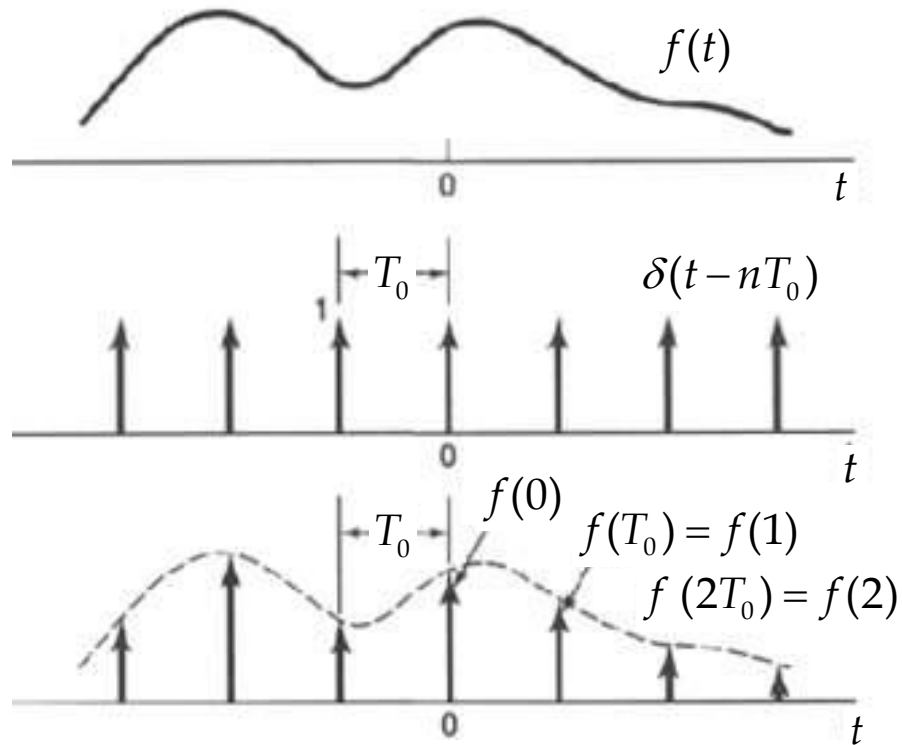 f(t)
0
t
T₀
δ(t−nT₀)
1
0
t
T₀
f(0)
f(T₀) = f(1)
f (2T₀) = f(2)
0
t